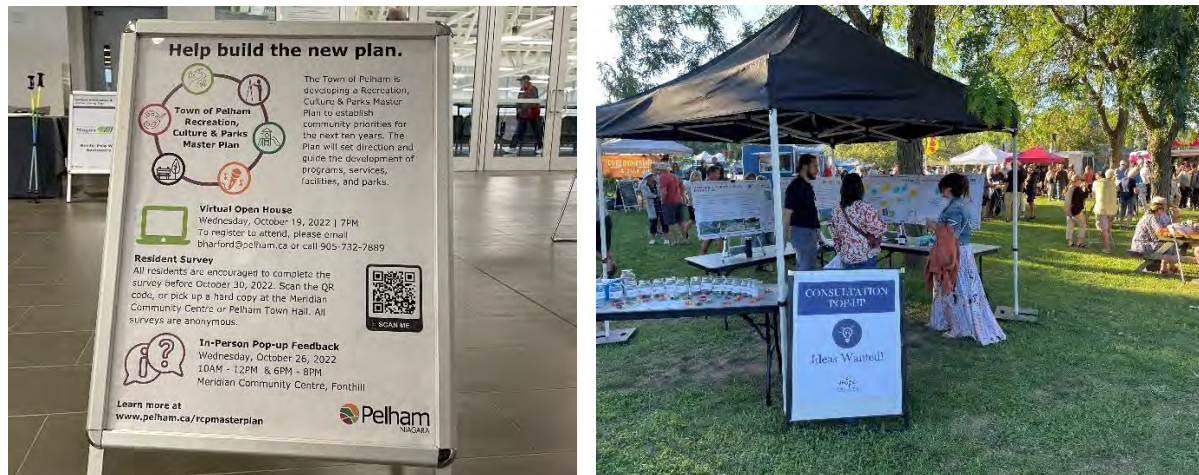 Help build the new plan.
Town of Pelham
Recreation,
Culture & Parks
Master Plan
The Town of Pelham is
developing a Recreation,
Culture & Parks Master
Plan to establish
community priorities for
the next ten years. The
Plan will set direction and
guide the development of
programs, services,
facilities, and parks.
Virtual Open House
Wednesday, October 19, 2022 | 7PM
To register to attend, please email
bharford@pelham.ca or call 905-732-7889
Resident Survey
All residents are encouraged to complete the
survey before October 30, 2022. Scan the QR
code, or pick up a hard copy at the Meridian
Community Centre or Pelham Town Hall. All
surveys are anonymous.
SCAN ME
In-Person Pop-up Feedback
Wednesday, October 26, 2022
10AM - 12PM & 6PM - 8PM
Meridian Community Centre, Fonthill
Learn more at
www.pelham.ca/rcpmasterplan
Pelham
NIAGARA
CONSULTATION
POP-UP
Ideas Wanted!